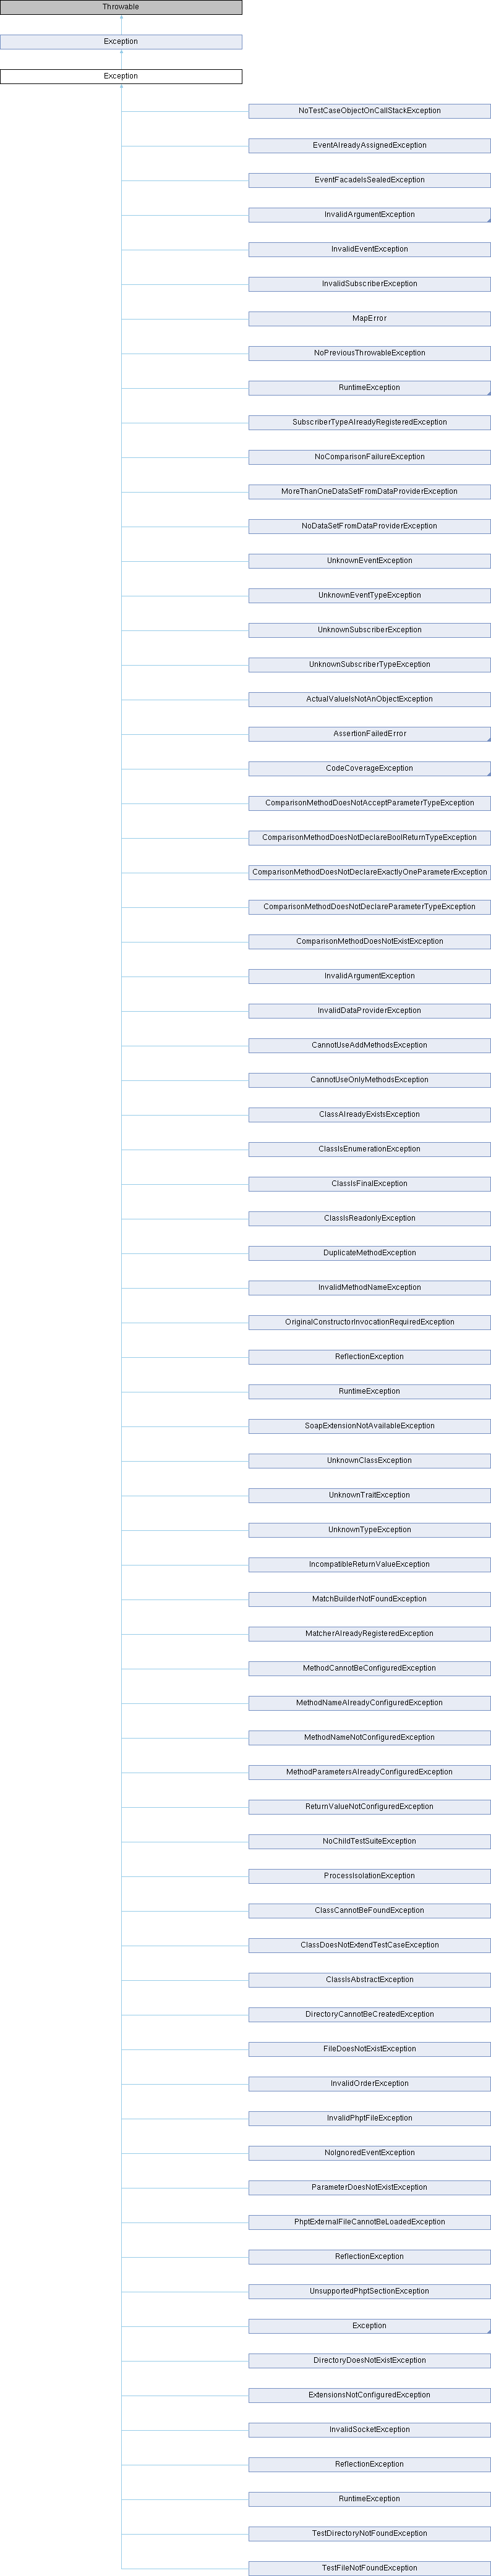 Throwable
Exception
Exception
NoTestCaseObjectOnCallStackException
EventAlreadyAssignedException
EventFacadeIsSealedException
InvalidArgumentException
InvalidEventException
InvalidSubscriberException
MapError
NoPreviousThrowableException
RuntimeException
SubscriberTypeAlreadyRegisteredException
NoComparisonFailureException
MoreThanOneDataSetFromDataProviderException
NoDataSetFromDataProviderException
UnknownEventException
UnknownEventTypeException
UnknownSubscriberException
UnknownSubscriberTypeException
ActualValueIsNotAnObjectException
AssertionFailedError
CodeCoverageException
ComparisonMethodDoesNotAcceptParameterTypeException
ComparisonMethodDoesNotDeclareBoolReturnTypeException
ComparisonMethodDoesNotDeclareExactlyOneParameterException
ComparisonMethodDoesNotDeclareParameterTypeException
ComparisonMethodDoesNotExistException
InvalidArgumentException
InvalidDataProviderException
CannotUseAddMethodsException
CannotUseOnlyMethodsException
ClassAlreadyExistsException
ClassIsEnumerationException
ClassIsFinalException
ClassIsReadonlyException
DuplicateMethodException
InvalidMethodNameException
OriginalConstructorInvocationRequiredException
ReflectionException
RuntimeException
SoapExtensionNotAvailableException
UnknownClassException
UnknownTraitException
UnknownTypeException
IncompatibleReturnValueException
MatchBuilderNotFoundException
MatcherAlreadyRegisteredException
MethodCannotBeConfiguredException
MethodNameAlreadyConfiguredException
MethodNameNotConfiguredException
MethodParametersAlreadyConfiguredException
ReturnValueNotConfiguredException
NoChildTestSuiteException
ProcessIsolationException
ClassCannotBeFoundException
ClassDoesNotExtendTestCaseException
ClassIsAbstractException
DirectoryCannotBeCreatedException
FileDoesNotExistException
InvalidOrderException
InvalidPhptFileException
NoIgnoredEventException
ParameterDoesNotExistException
PhptExternalFileCannotBeLoadedException
ReflectionException
UnsupportedPhptSectionException
Exception
DirectoryDoesNotExistException
ExtensionsNotConfiguredException
InvalidSocketException
ReflectionException
RuntimeException
TestDirectoryNotFoundException
TestFileNotFoundException